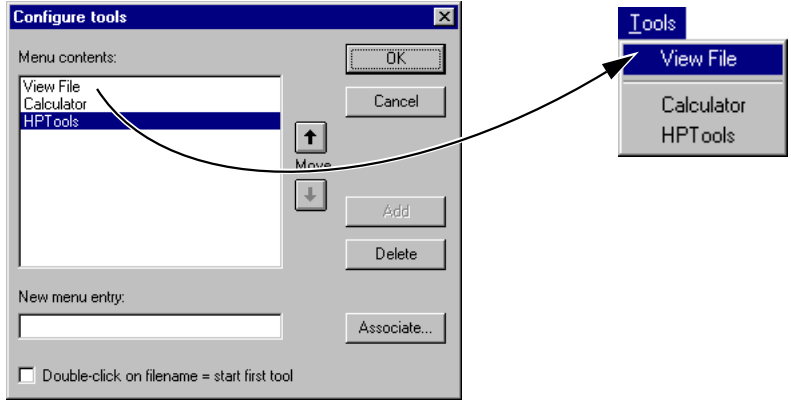 Configure tools
Menu contents:
View File
Calculator
HPTools
Move
OK
Cancel
Add
Delete
New menu entry:
Associate...
Double-click on filename = start first tool
Tools
View File
Calculator
HPTools